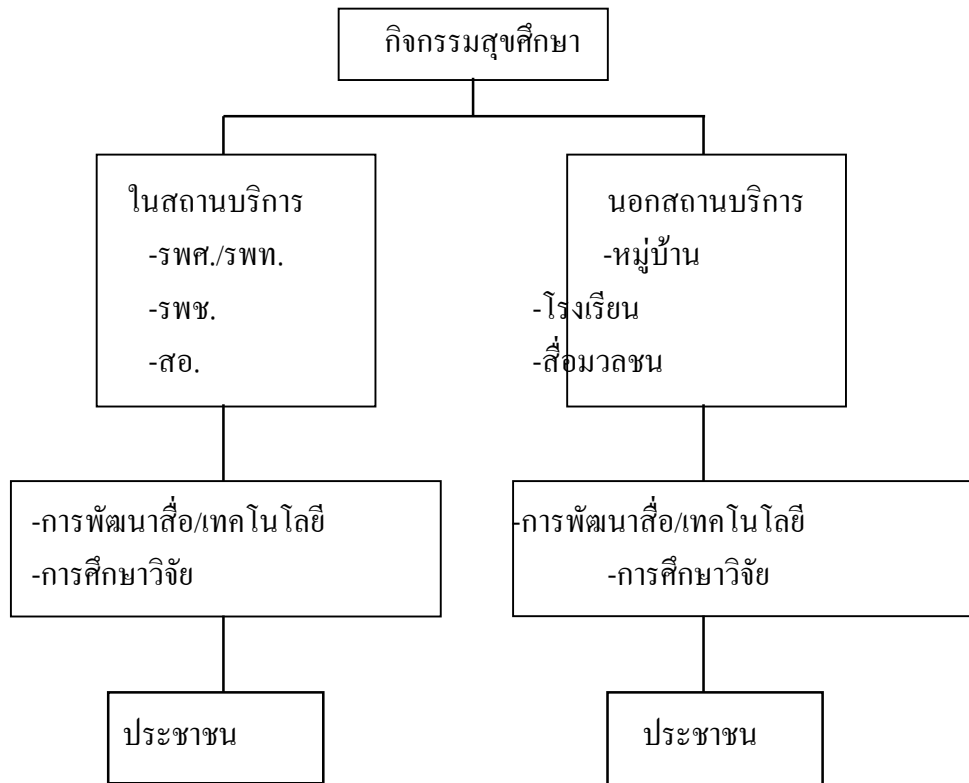 กิจกรรมสุขศึกษา
ในสถานบริการ
-รพศ./รพท.
-รพช.
-สอ.
นอกสถานบริการ
-หมู่บ้าน
-โรงเรียน
-สื่อมวลชน
-การพัฒนาสื่อ/เทคโนโลยี
-การศึกษาวิจัย
-การพัฒนาสื่อ/เทคโนโลยี
-การศึกษาวิจัย
ประชาชน
ประชาชน